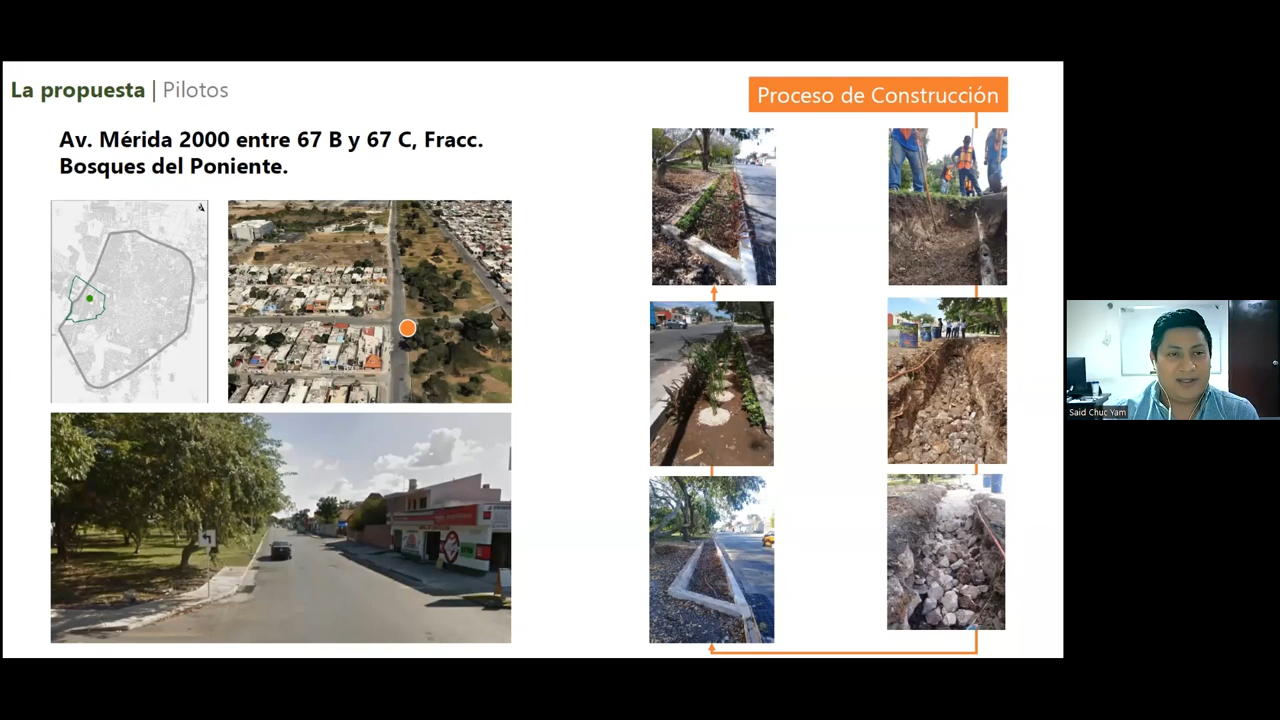 La propuesta | Pilotos
Proceso de Construcción
Av. Mérida 2000 entre 67 B y 67 C, Fracc.
Bosques del Poniente.
Said Chuc Yam